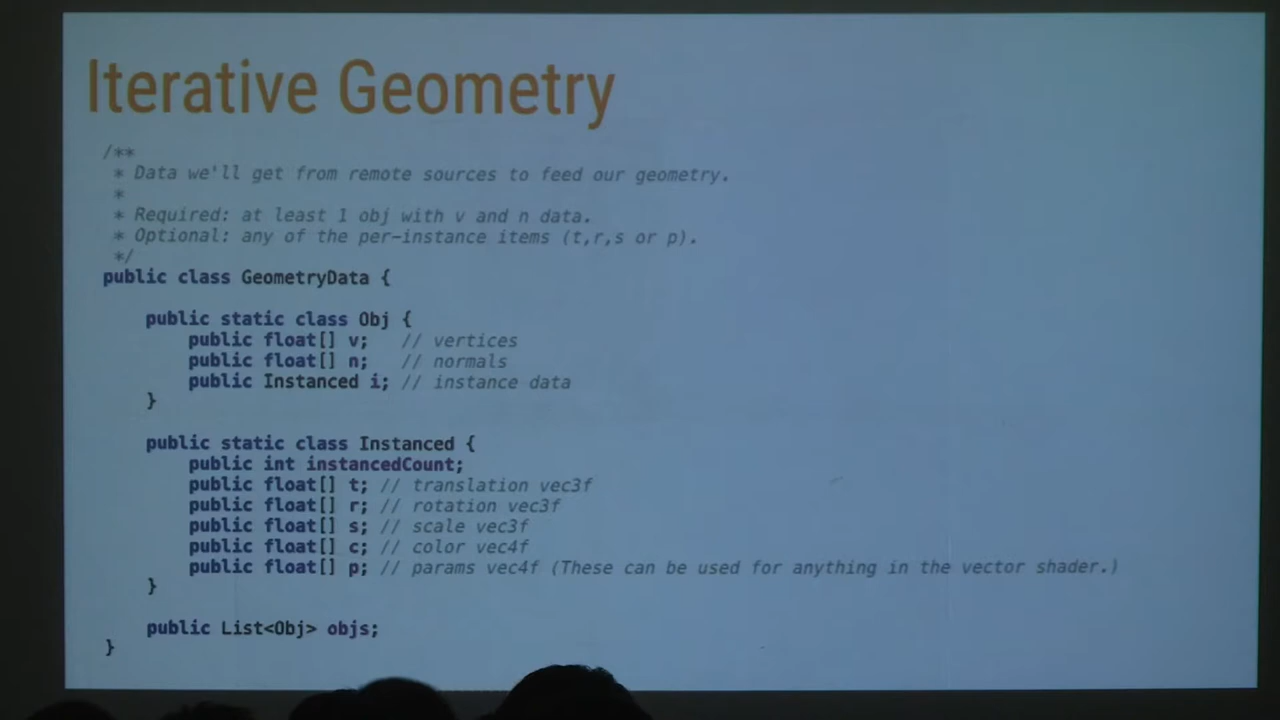 Iterative Geometry
/**
* Data we'll get from remote sources to feed our geometry.
*
* Required: at least 1 obj with v and n data.
* Optional: any of the per-instance items (t,r,s or p).
*/
public class GeometryData {
public static class Obj {
public float[] v; // vertices
public float[] n; // normals
public Instanced i; // instance data
}
public static class Instanced {
public int instancedCount;
public float[] t; // translation vec3f
public float[] r; // rotation vec3f
public float[] s; // scale vec3f
public float[] c; // color vec4f
public float[] p; // params vec4f (These can be used for anything in the vector shader.)
}
public List<Obj> objs;
}